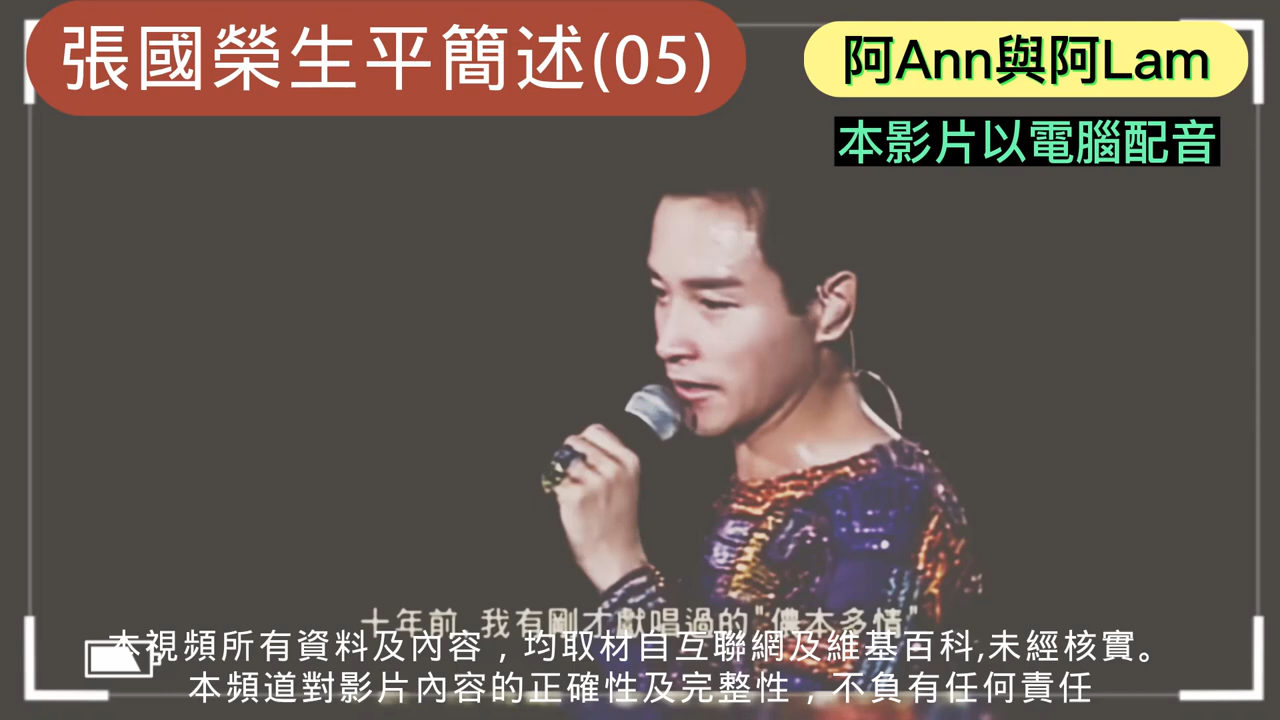 張國榮生平簡述(05)
阿Ann與阿Lam
本影片以電腦配音
十年前 我有剛才獻唱過的"儂本多情"
本視頻所有資料及內容，均取材自互聯網及維基百科,未經核實。
本頻道對影片內容的正確性及完整性，不負有任何責任